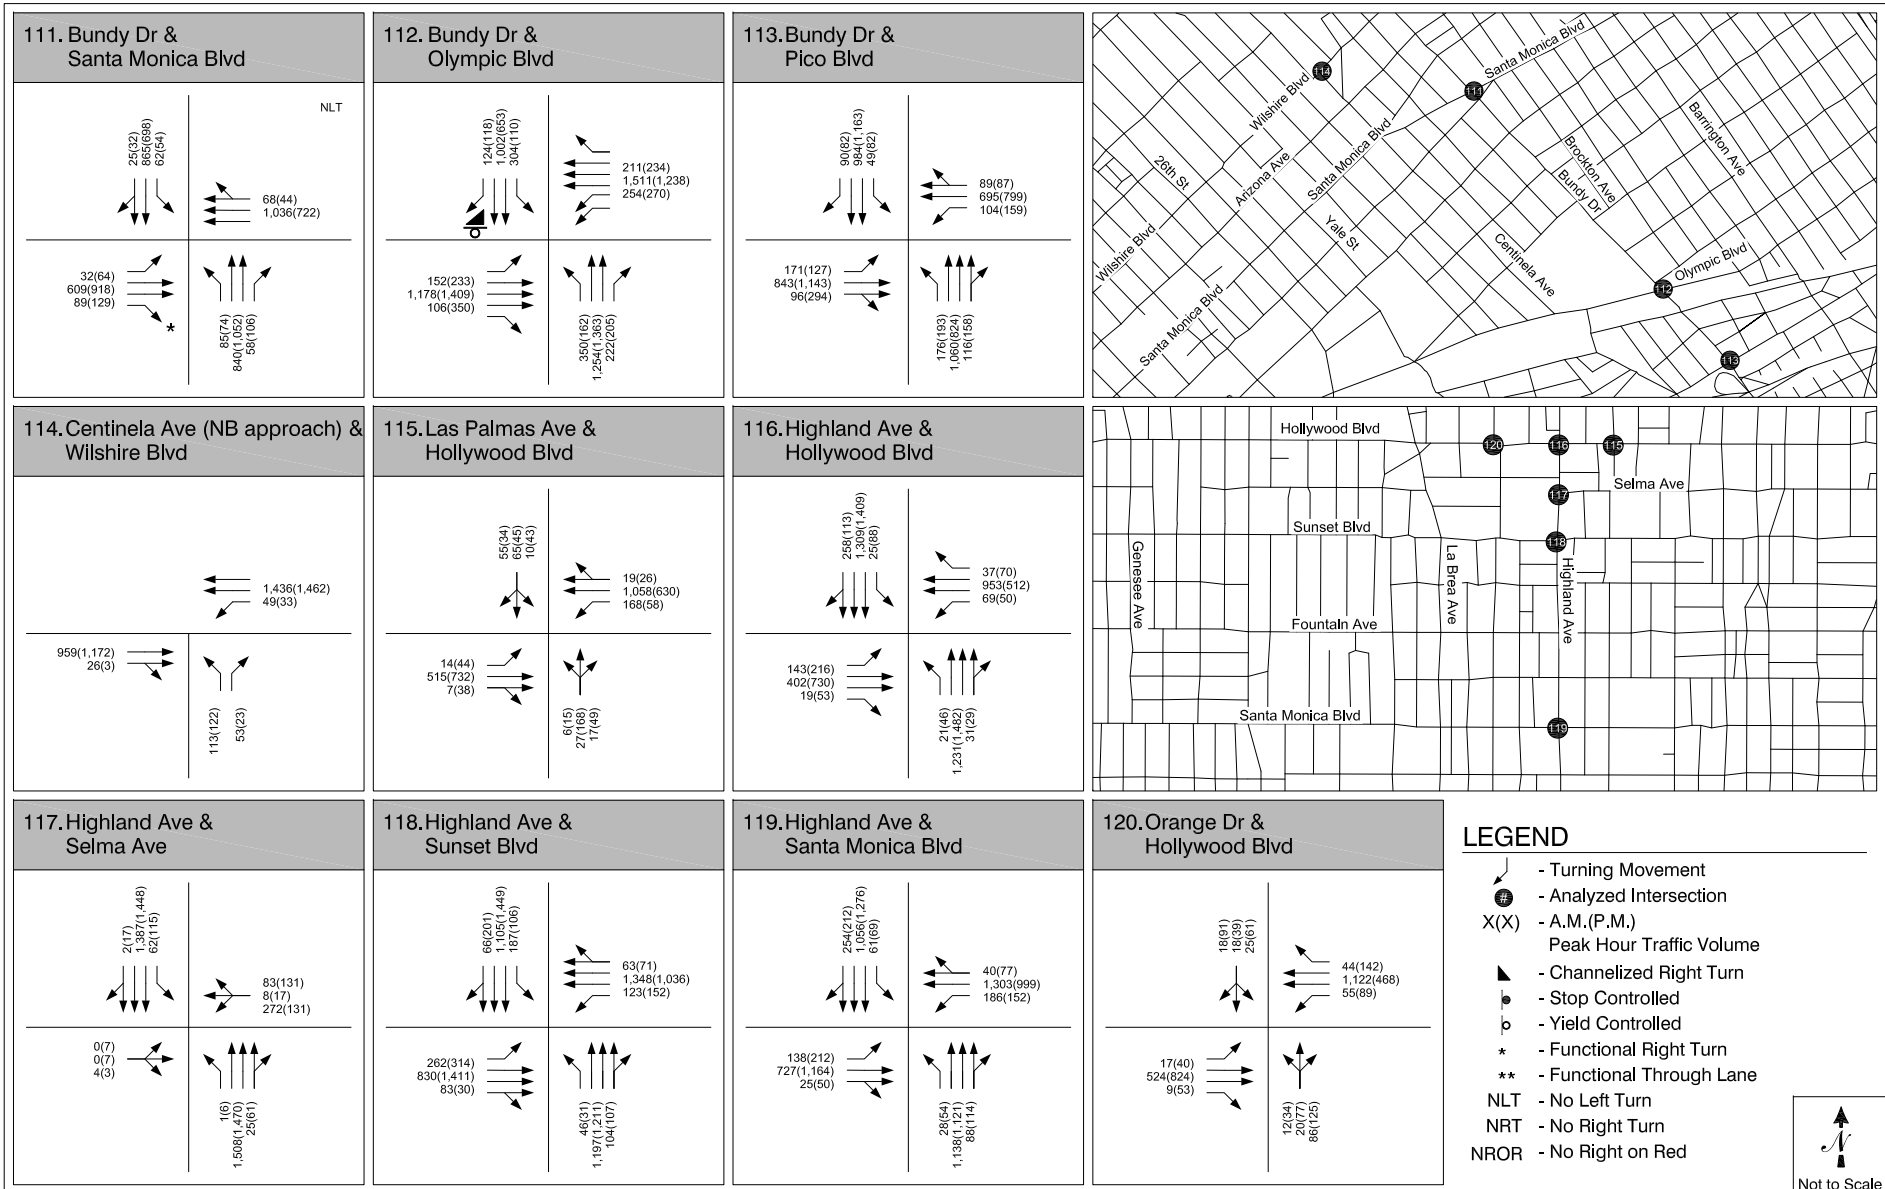 111. Bundy Dr &
Santa Monica Blvd
NLT
25(32)
865(698)
62(54)
68(44)
1,036(722)
32(64)
609(918)
89(129)
*
85(74)
840(1,052)
58(106)
112. Bundy Dr &
Olympic Blvd
124(118)
1,002(653)
304(110)
211(234)
1,511(1,238)
254(270)
152(233)
1,178(1,409)
106(350)
350(162)
1,254(1,363)
222(205)
113. Bundy Dr &
Pico Blvd
90(82)
984(1,163)
49(82)
89(87)
695(799)
104(159)
171(127)
843(1,143)
96(294)
176(193)
1,060(824)
116(158)
Santa Monica Blvd
114
111
Wilshire Blvd
Barrington Ave
Santa Monica Blvd
Brockton Ave
26th St
Arizona Ave
Bundy Dr
Yale St
Wilshire Blvd
Centinela Ave
Olympic Blvd
112
Santa Monica Blvd
113
114. Centinela Ave (NB approach) &
Wilshire Blvd
1,436(1,462)
49(33)
959(1,172)
26(3)
113(122)
53(23)
115. Las Palmas Ave &
Hollywood Blvd
55(34)
65(45)
10(43)
19(26)
1,058(630)
168(58)
14(44)
515(732)
7(38)
6(15)
27(168)
17(49)
116. Highland Ave &
Hollywood Blvd
258(113)
1,309(1,409)
25(88)
37(70)
953(512)
69(50)
143(216)
402(730)
19(53)
21(46)
1,231(1,482)
31(29)
Hollywood Blvd
120
116
115
Selma Ave
117
Sunset Blvd
118
Genesee Ave
La Brea Ave
Highland Ave
Fountain Ave
Santa Monica Blvd
119
117. Highland Ave &
Selma Ave
2(17)
1,387(1,448)
62(115)
83(131)
8(17)
272(131)
0(7)
0(7)
4(3)
1(6)
1,508(1,470)
25(61)
118. Highland Ave &
Sunset Blvd
66(201)
1,105(1,449)
187(106)
63(71)
1,348(1,036)
123(152)
262(314)
830(1,411)
83(30)
46(31)
1,197(1,211)
104(107)
119. Highland Ave &
Santa Monica Blvd
254(212)
1,056(1,276)
61(69)
40(77)
1,303(999)
186(152)
138(212)
727(1,164)
25(50)
28(54)
1,138(1,121)
88(114)
120. Orange Dr &
Hollywood Blvd
18(91)
18(39)
25(61)
44(142)
1,122(468)
55(89)
17(40)
524(824)
9(53)
12(34)
20(77)
86(125)
LEGEND
- Turning Movement
# - Analyzed Intersection
X(X) - A.M.(P.M.)
Peak Hour Traffic Volume
- Channelized Right Turn
- Stop Controlled
- Yield Controlled
* - Functional Right Turn
** - Functional Through Lane
NLT - No Left Turn
NRT - No Right Turn
NROR - No Right on Red
N
Not to Scale